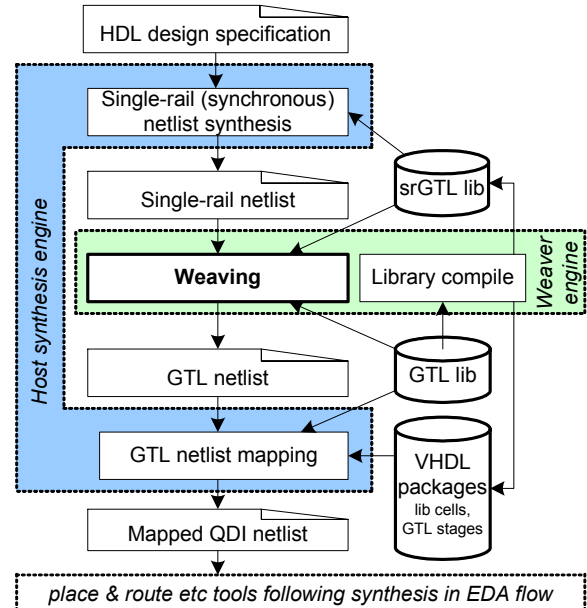 HDL design specification
Single-rail (synchronous)
netlist synthesis
srGTL lib
Single-rail netlist
Host synthesis engine
Weaving
Library compile
Weaver
engine
GTL netlist
GTL lib
GTL netlist mapping
VHDL
packages
lib cells,
GTL stages
Mapped QDI netlist
place & route etc tools following synthesis in EDA flow